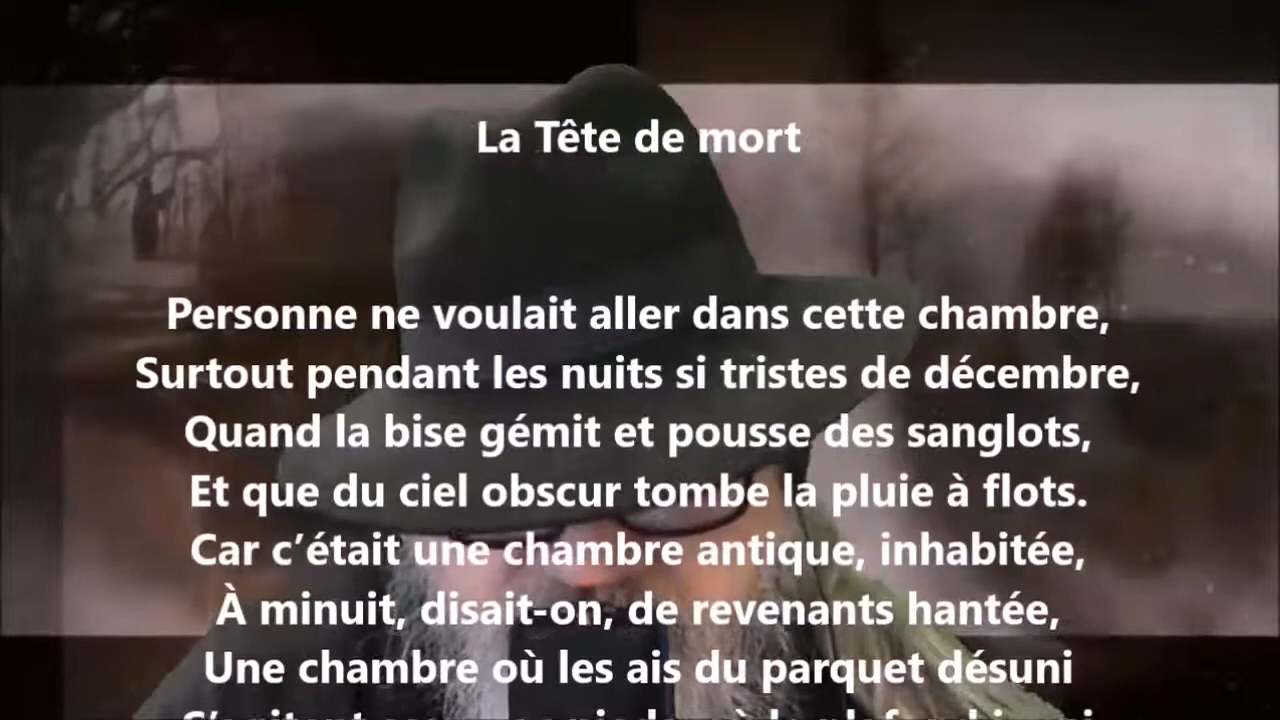 La Tête de mort
Personne ne voulait aller dans cette chambre,
Surtout pendant les nuits si tristes de décembre,
Quand la bise gémit et pousse des sanglots,
Et que du ciel obscur tombe la pluie à flots.
Car c’était une chambre antique, inhabitée,
À minuit, disait-on, de revenants hantée,
Une chambre où les ais du parquet désuni